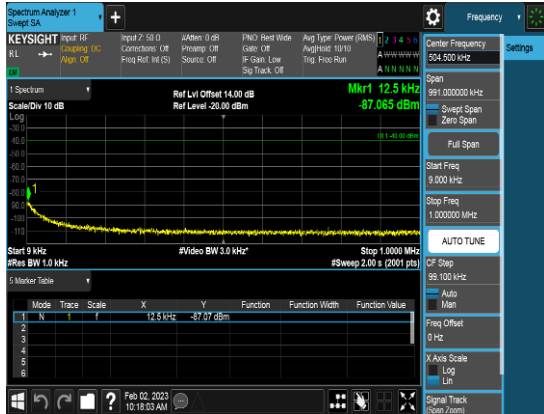 Spectrum Analyzer 1
Swept SA
Frequency
KEYSIGHT
RL
Input: RF
Coupling: DC
Align: Off
Input Z: 50 Ω
Corrections: Off
Freq Ref: Int (S)
#Atten: 0 dB
Preamp: Off
Source: Off
PNO: Best Wide
Gate: Off
IF Gain: Low
Sig Track: Off
Avg Type: Power (RMS)
Avg|Hold: 10/10
Trig: Free Run
1 2 3 4 5 6
A W W W W W
A N N N N N
LNI
1 Spectrum
Scale/Div 10 dB
Log
Ref Lvl Offset 14.00 dB
Ref Level -20.00 dBm
Mkr1 12.5 kHz
-87.065 dBm
-30.0
-40.0
DL1 -40.00 dBm
-50.0
-60.0
-70.0
-80.0
1
-90.0
-100
-110
Start 9 kHz
#Res BW 1.0 kHz
#Video BW 3.0 kHz*
Stop 1.0000 MHz
#Sweep 2.00 s (2001 pts)
5 Marker Table
Mode Trace Scale X Y Function Function Width Function Value
1 N 1 f 12.5 kHz -87.07 dBm
2
3
4
5
6
Feb 02, 2023
10:18:03 AM
Settings
Center Frequency
504.500 kHz
Span
991.000000 kHz
Swept Span
Zero Span
Full Span
Start Freq
9.000 kHz
Stop Freq
1.000000 MHz
AUTO TUNE
CF Step
99.100 kHz
Auto
Man
Freq Offset
0 Hz
X Axis Scale
Log
Lin
Signal Track
(Span Zoom)